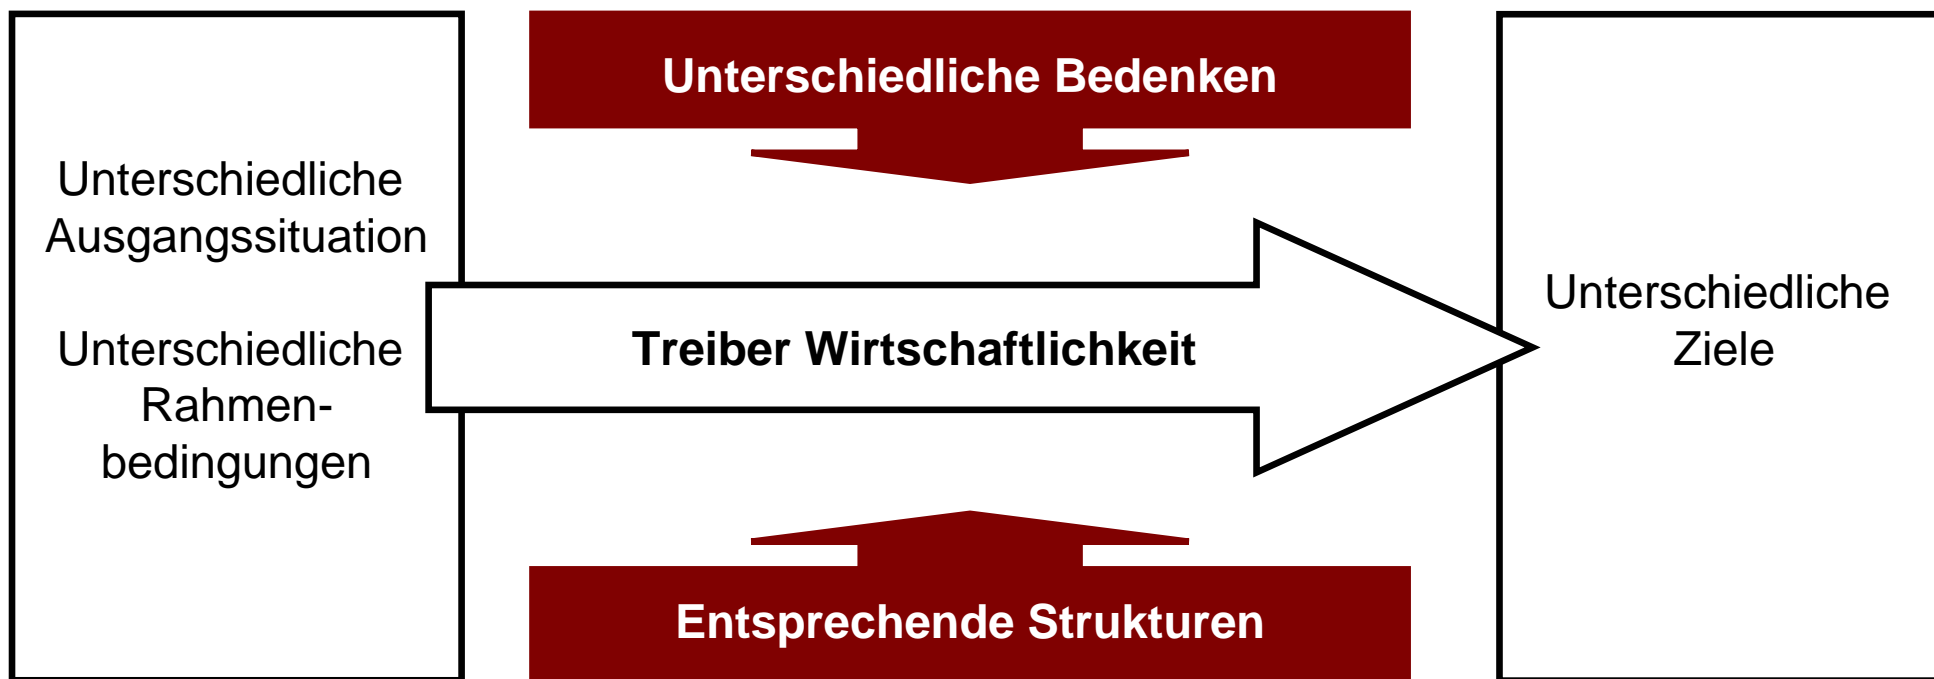 Unterschiedliche Bedenken
Unterschiedliche
Ausgangssituation
Unterschiedliche
Rahmen-
bedingungen
Treiber Wirtschaftlichkeit
Unterschiedliche
Ziele
Entsprechende Strukturen